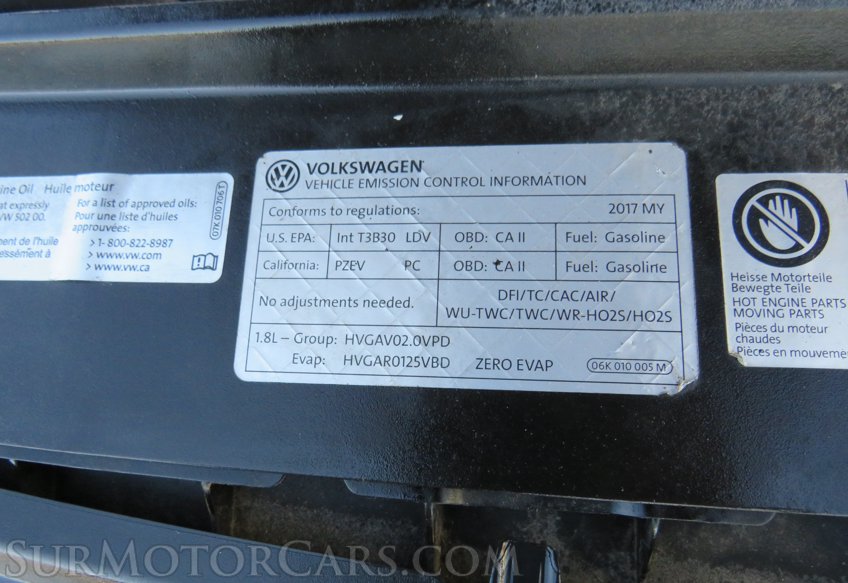 ine Oil Huile moteur
at expressly
VW 502 00.
ment de l'huile
essément à
For a list of approved oils:
Pour une liste d'huiles
approuvées:
> 1-800-822-8987
> www.vw.com
> www.vw.ca
07K 010 706 T
VOLKSWAGEN
VEHICLE EMISSION CONTROL INFORMATION
Conforms to regulations: 2017 MY
U.S. EPA: Int T3B30 LDV OBD: CA II Fuel: Gasoline
California: PZEV PC OBD: CA II Fuel: Gasoline
No adjustments needed.
DFI/TC/CAC/AIR/
WU-TWC/TWC/WR-HO2S/HO2S
1.8L – Group: HVGAV02.0VPD
Evap: HVGAR0125VBD ZERO EVAP 06K 010 005 M
Heisse Motorteile
Bewegte Teile
HOT ENGINE PARTS
MOVING PARTS
Pièces du moteur
chaudes
Pièces en mouveme
SurMotorCars.com